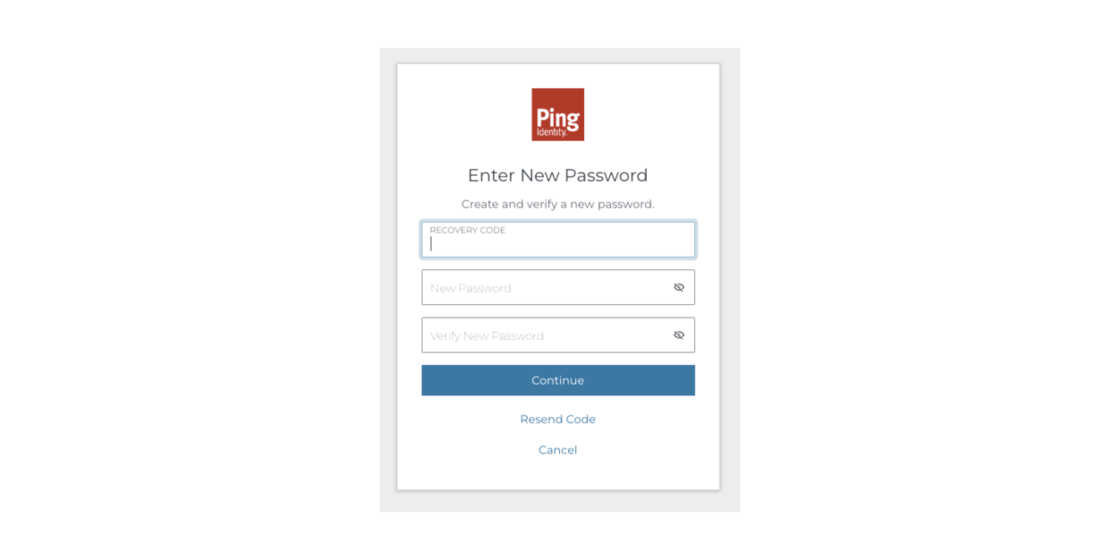 Ping
Identity.
Enter New Password
Create and verify a new password.
RECOVERY CODE
New Password
Verify New Password
Continue
Resend Code
Cancel